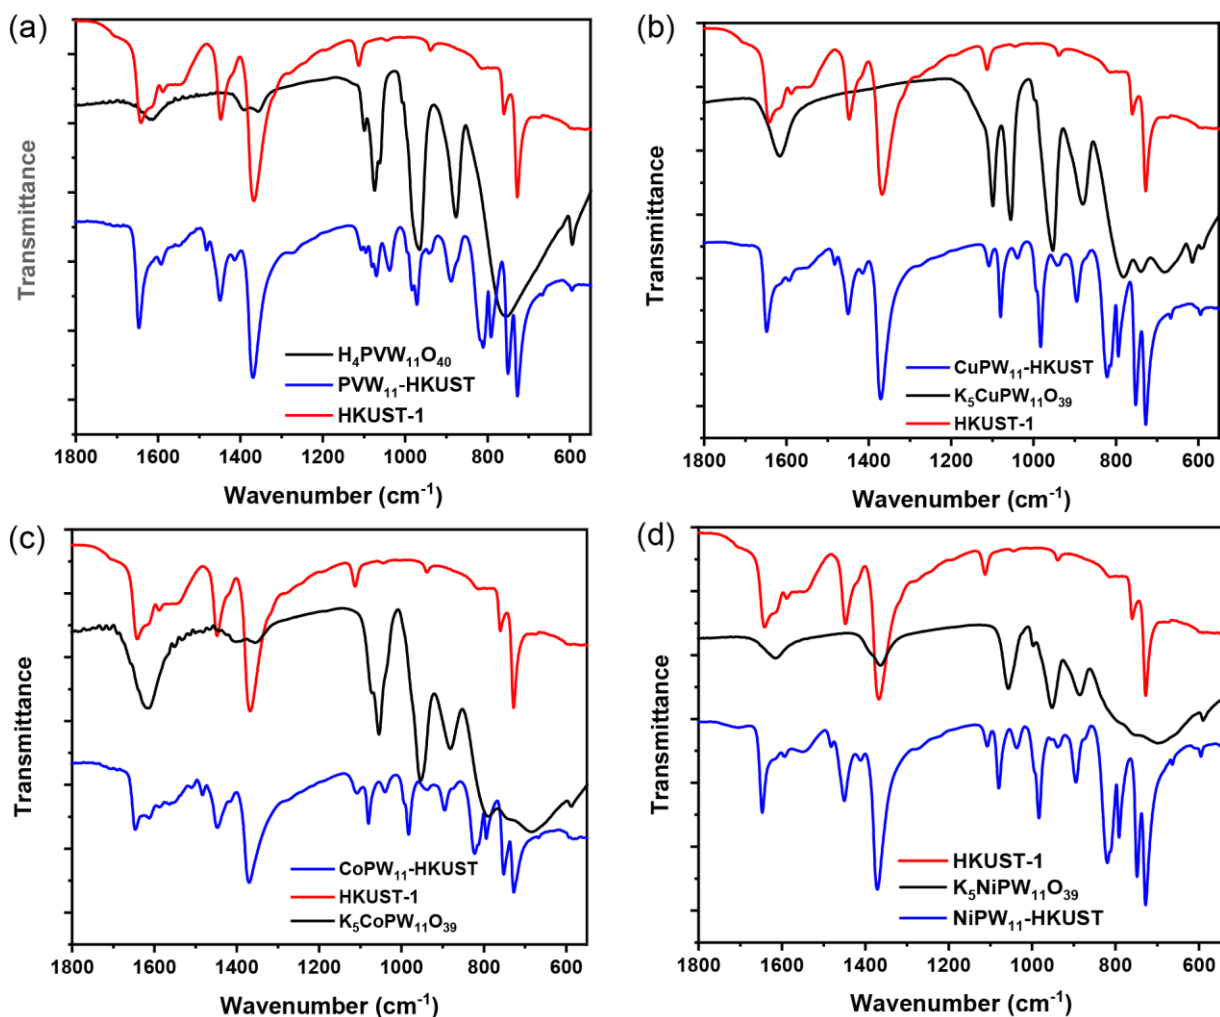 (a)
Transmittance
H₄PVW₁₁O₄₀
PVW₁₁-HKUST
HKUST-1
1800 1600 1400 1200 1000 800 600
Wavenumber (cm⁻¹)
(b)
Transmittance
CuPW₁₁-HKUST
K₅CuPW₁₁O₃₉
HKUST-1
1800 1600 1400 1200 1000 800 600
Wavenumber (cm⁻¹)
(c)
Transmittance
CoPW₁₁-HKUST
HKUST-1
K₅CoPW₁₁O₃₉
1800 1600 1400 1200 1000 800 600
Wavenumber (cm⁻¹)
(d)
Transmittance
HKUST-1
K₅NiPW₁₁O₃₉
NiPW₁₁-HKUST
1800 1600 1400 1200 1000 800 600
Wavenumber (cm⁻¹)